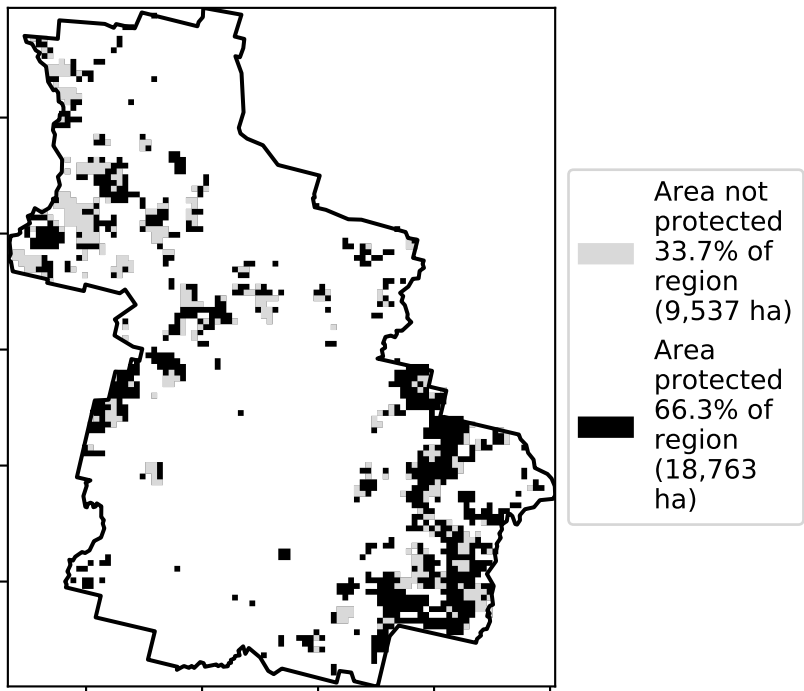 Area not
protected
33.7% of
region
(9,537 ha)
Area
protected
66.3% of
region
(18,763
ha)